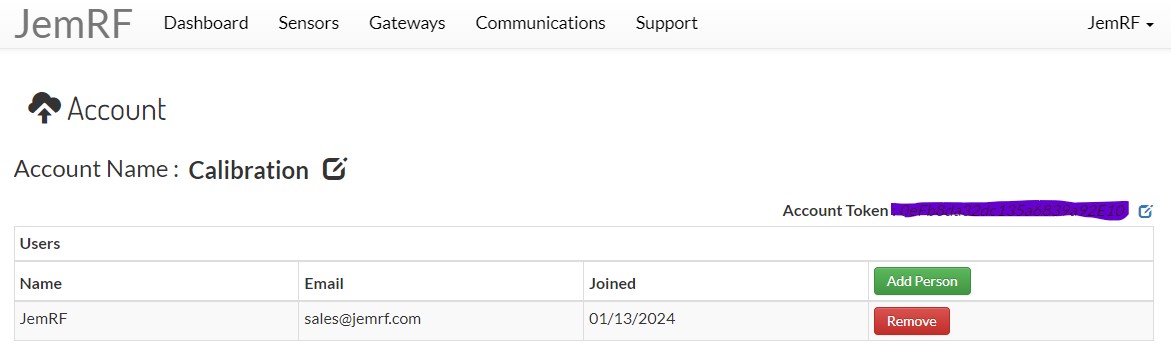 JemRF Dashboard Sensors Gateways Communications Support JemRF
Account
Account Name : Calibration
Account Token
Users
Name Email Joined Add Person
JemRF sales@jemrf.com 01/13/2024 Remove